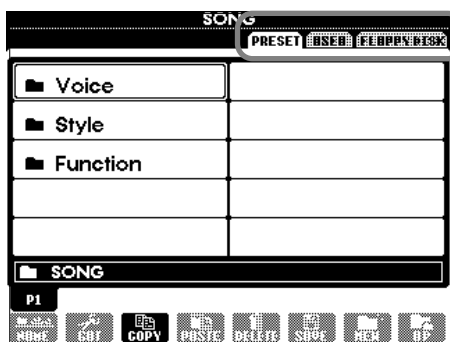 SONG
PRESET USER FLOPPY DISK
Voice
Style
Function
SONG
P1
NAME CUT COPY PASTE DELETE SAVE NEW UP